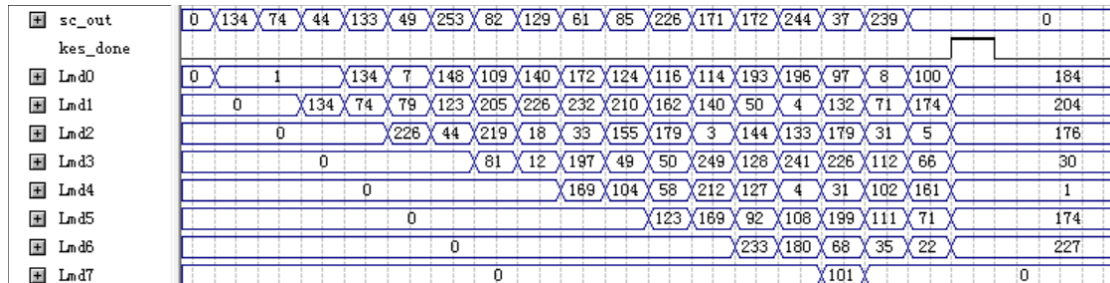 sc_out 0 134 74 44 133 49 253 82 129 61 85 226 171 172 244 37 239 0
kes_done
Lmd0 0 1 134 7 148 109 140 172 124 116 114 193 196 97 8 100 184
Lmd1 0 134 74 79 123 205 226 232 210 162 140 50 4 132 71 174 204
Lmd2 0 226 44 219 18 33 155 179 3 144 133 179 31 5 176
Lmd3 0 81 12 197 49 50 249 128 241 226 112 66 30
Lmd4 0 169 104 58 212 127 4 31 102 161 1
Lmd5 0 123 169 92 108 199 111 71 174
Lmd6 0 233 180 68 35 22 227
Lmd7 0 101 0